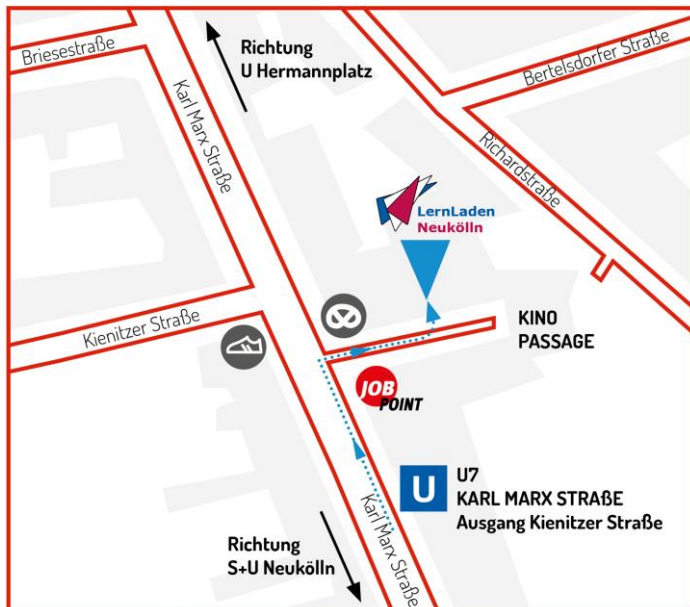 Briesestraße
Richtung
U Hermannplatz
Bertelsdorfer Straße
Karl Marx Straße
Richardstraße
LernLaden
Neukölln
Kienitzer Straße
KINO
PASSAGE
JOB
POINT
U
U7
KARL MARX STRAßE
Ausgang Kienitzer Straße
Karl Marx Straße
Richtung
S+U Neukölln